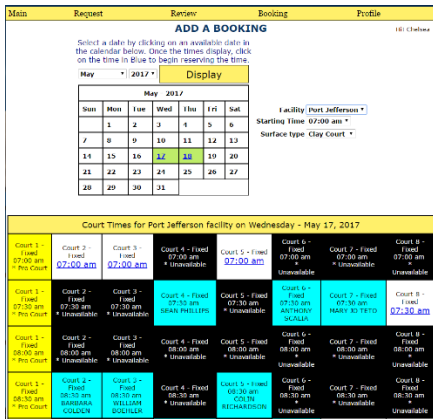 Main Request Review Booking Profile
ADD A BOOKING
Hi! Chelsea
Select a date by clicking on an available date in
the calendar below. Once the times display, click
on the time in Blue to begin reserving the time.
May 2017 Display
May 2017
Sun Mon Tue Wed Thu Fri Sat
1 2 3 4 5 6
7 8 9 10 11 12 13
14 15 16 17 18 19 20
21 22 23 24 25 26 27
28 29 30 31
Facility Port Jefferson
Starting Time 07:00 am
Surface type Clay Court
Court Times for Port Jefferson facility on Wednesday - May 17, 2017
Court 1 - Fixed 07:00 am * Pro Court
Court 2 - Fixed 07:00 am
Court 3 - Fixed 07:00 am
Court 4 - Fixed 07:00 am * Unavailable
Court 5 - Fixed 07:00 am
Court 6 - Fixed 07:00 am * Unavailable
Court 7 - Fixed 07:00 am * Unavailable
Court 8 - Fixed 07:00 am * Unavailable
Court 1 - Fixed 07:30 am * Pro Court
Court 2 - Fixed 07:30 am * Unavailable
Court 3 - Fixed 07:30 am * Unavailable
Court 4 - Fixed 07:30 am SEAN PHILLIPS
Court 5 - Fixed 07:30 am * Unavailable
Court 6 - Fixed 07:30 am ANTHONY SCALIA
Court 7 - Fixed 07:30 am MARY JO TETO
Court 8 - Fixed 07:30 am
Court 1 - Fixed 08:00 am * Pro Court
Court 2 - Fixed 08:00 am * Unavailable
Court 3 - Fixed 08:00 am * Unavailable
Court 4 - Fixed 08:00 am * Unavailable
Court 5 - Fixed 08:00 am * Unavailable
Court 6 - Fixed 08:00 am * Unavailable
Court 7 - Fixed 08:00 am * Unavailable
Court 8 - Fixed 08:00 am * Unavailable
Court 1 - Fixed 08:30 am * Pro Court
Court 2 - Fixed 08:30 am BARBARA COLDEN
Court 3 - Fixed 08:30 am WILLIAM BOEHLER
Court 4 - Fixed 08:30 am * Unavailable
Court 5 - Fixed 08:30 am COLIN RICHARDSON
Court 6 - Fixed 08:30 am * Unavailable
Court 7 - Fixed 08:30 am * Unavailable
Court 8 - Fixed 08:30 am * Unavailable